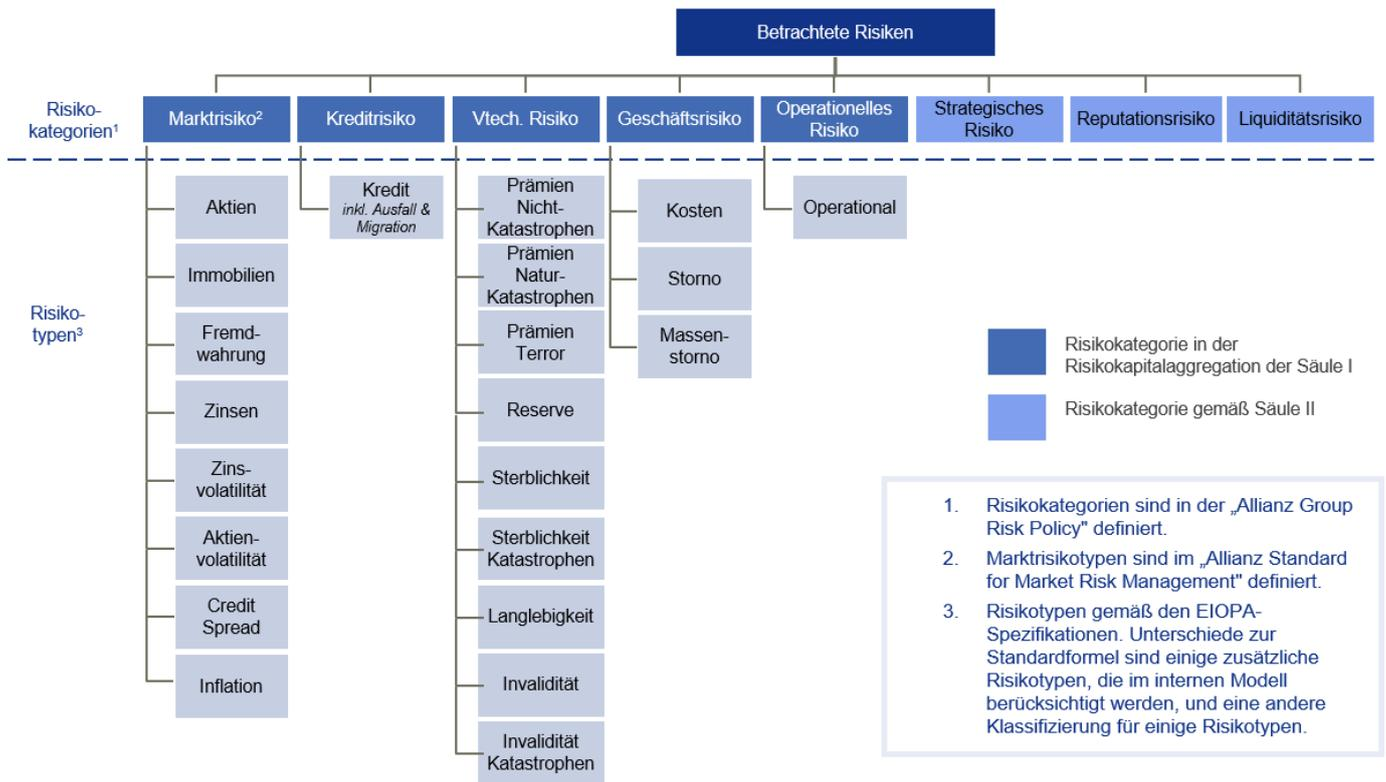 Betrachtete Risiken
Risiko-
kategorien¹
Marktrisiko²
Kreditrisiko
Vtech. Risiko
Geschäftsrisiko
Operationelles
Risiko
Strategisches
Risiko
Reputationsrisiko
Liquiditätsrisiko
Risiko-
typen³
Aktien
Immobilien
Fremd-
wahrung
Zinsen
Zins-
volatilität
Aktien-
volatilität
Credit
Spread
Inflation
Kredit
inkl. Ausfall &
Migration
Prämien
Nicht-
Katastrophen
Prämien
Natur-
Katastrophen
Prämien
Terror
Reserve
Sterblichkeit
Sterblichkeit
Katastrophen
Langlebigkeit
Invalidität
Invalidität
Katastrophen
Kosten
Storno
Massen-
storno
Operational
Risikokategorie in der
Risikokapitalaggregation der Säule I
Risikokategorie gemäß Säule II
1. Risikokategorien sind in der „Allianz Group
Risk Policy" definiert.
2. Marktrisikotypen sind im „Allianz Standard
for Market Risk Management" definiert.
3. Risikotypen gemäß den EIOPA-
Spezifikationen. Unterschiede zur
Standardformel sind einige zusätzliche
Risikotypen, die im internen Modell
berücksichtigt werden, und eine andere
Klassifizierung für einige Risikotypen.